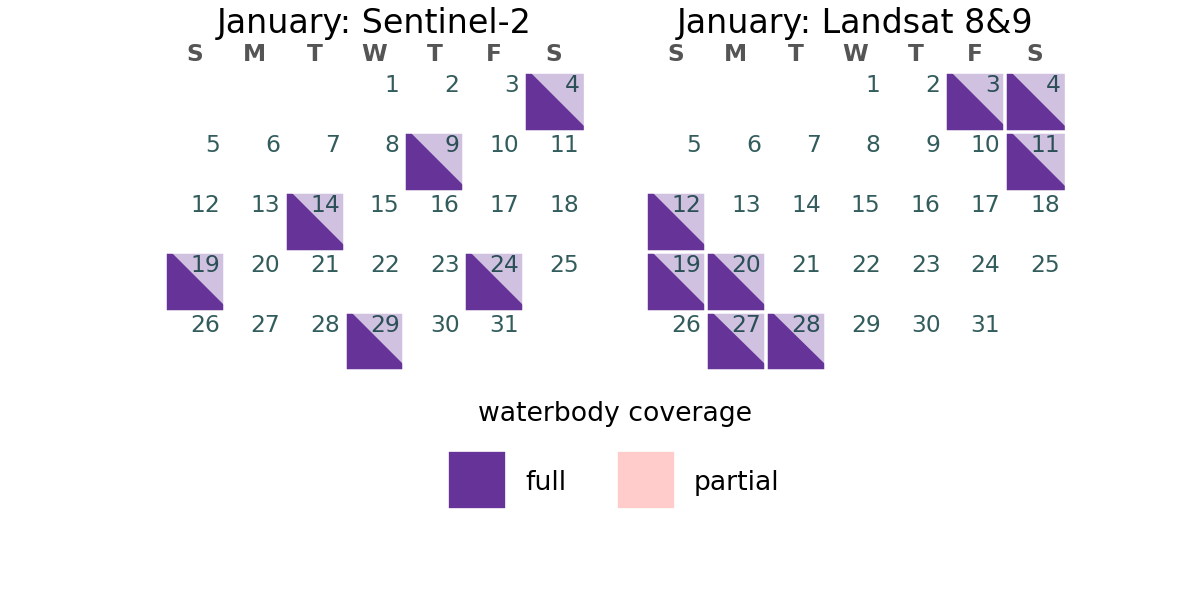 January: Sentinel-2
S M T W T F S
1 2 3 4
5 6 7 8 9 10 11
12 13 14 15 16 17 18
19 20 21 22 23 24 25
26 27 28 29 30 31
January: Landsat 8&9
S M T W T F S
1 2 3 4
5 6 7 8 9 10 11
12 13 14 15 16 17 18
19 20 21 22 23 24 25
26 27 28 29 30 31
waterbody coverage
full
partial